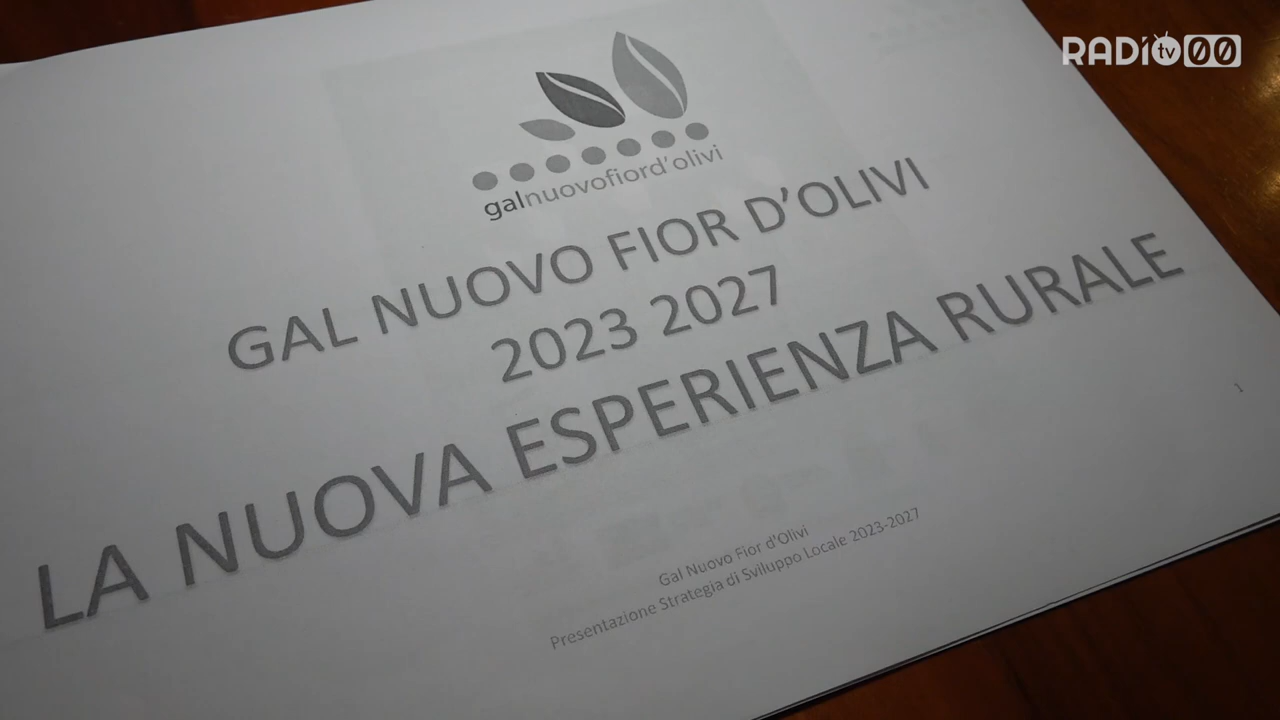 RADIO tv 00
galnuovofiord'olivi
GAL NUOVO FIOR D'OLIVI
2023 2027
LA NUOVA ESPERIENZA RURALE
1
Gal Nuovo Fior d'Olivi
Presentazione Strategia di Sviluppo Locale 2023-2027